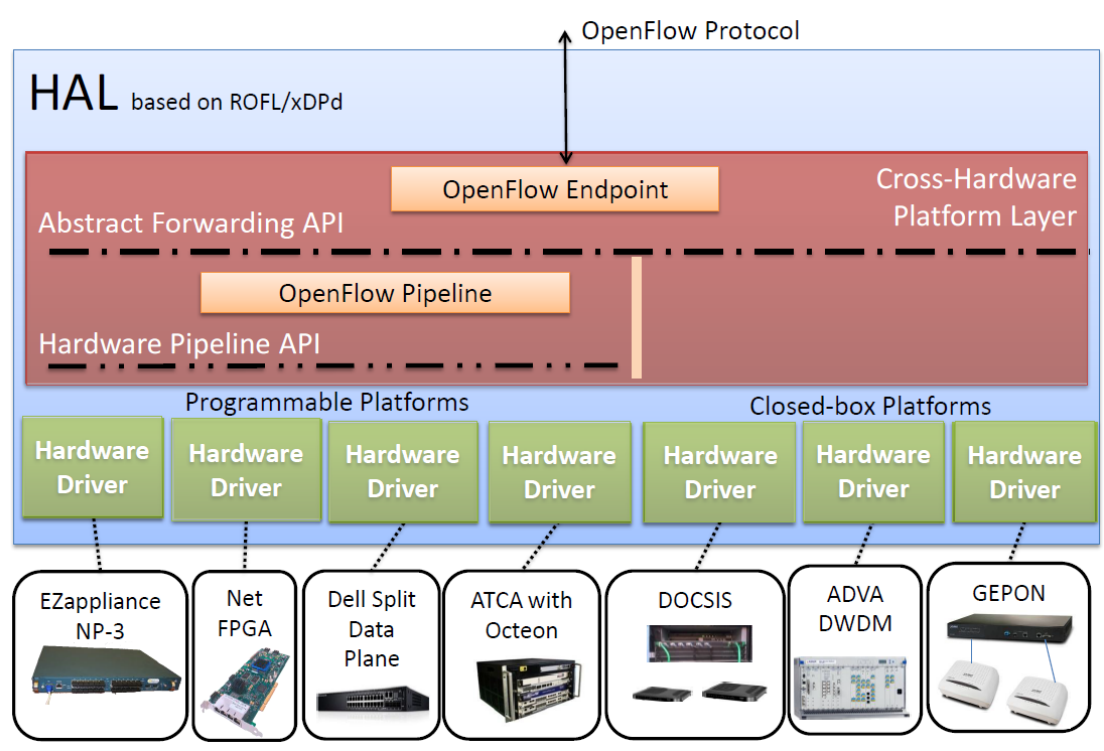 OpenFlow Protocol
HAL based on ROFL/xDPd
OpenFlow Endpoint
Cross-Hardware
Platform Layer
Abstract Forwarding API
OpenFlow Pipeline
Hardware Pipeline API
Programmable Platforms
Closed-box Platforms
Hardware
Driver
Hardware
Driver
Hardware
Driver
Hardware
Driver
Hardware
Driver
Hardware
Driver
Hardware
Driver
EZappliance
NP-3
Net
FPGA
Dell Split
Data
Plane
ATCA with
Octeon
DOCSIS
ADVA
DWDM
GEPON